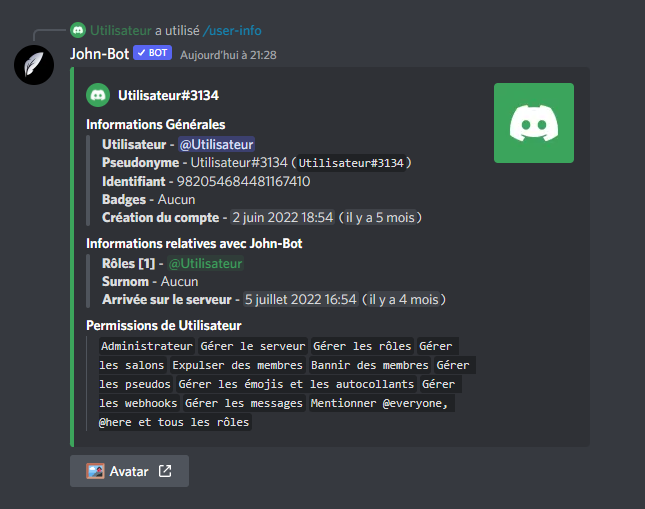 Utilisateur a utilisé /user-info
John-Bot ✓ BOT Aujourd'hui à 21:28
Utilisateur#3134
Informations Générales
Utilisateur - @Utilisateur
Pseudonyme - Utilisateur#3134 (Utilisateur#3134)
Identifiant - 982054684481167410
Badges - Aucun
Création du compte - 2 juin 2022 18:54 (il y a 5 mois)
Informations relatives avec John-Bot
Rôles [1] - @Utilisateur
Surnom - Aucun
Arrivée sur le serveur - 5 juillet 2022 16:54 (il y a 4 mois)
Permissions de Utilisateur
Administrateur Gérer le serveur Gérer les rôles Gérer
les salons Expulser des membres Bannir des membres Gérer
les pseudos Gérer les émojis et les autocollants Gérer
les webhooks Gérer les messages Mentionner @everyone,
@here et tous les rôles
Avatar